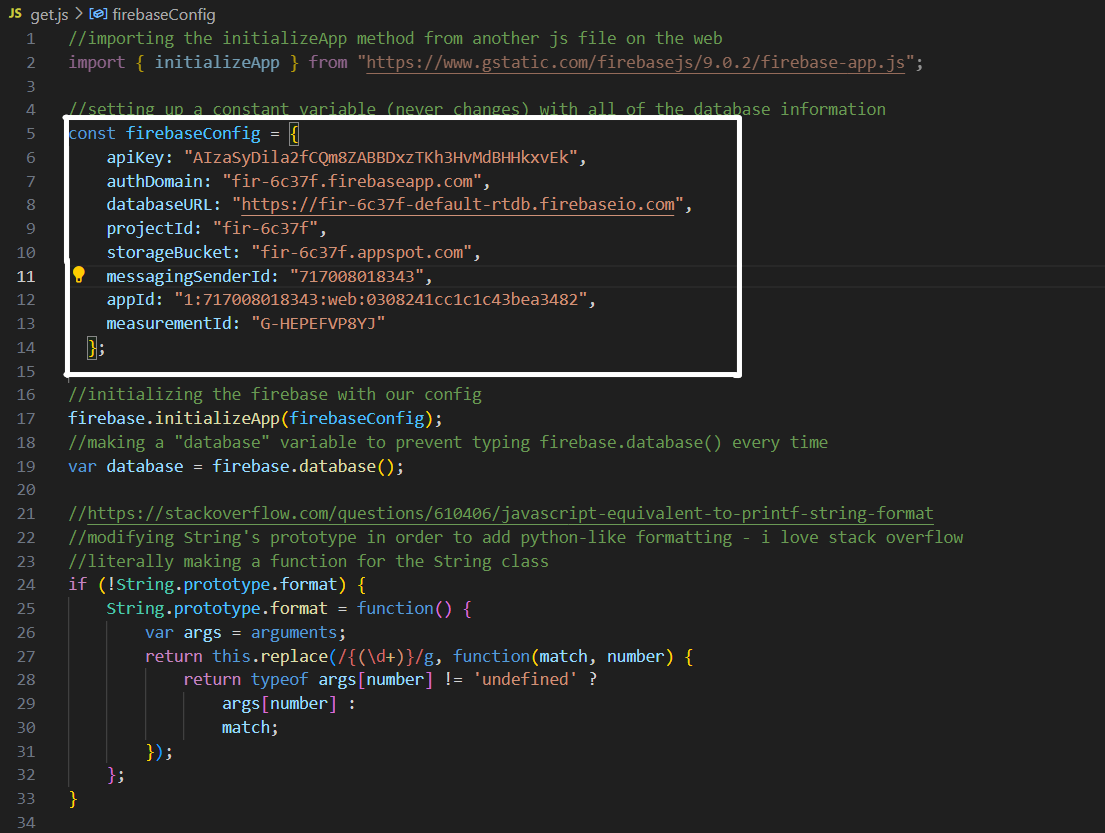 JS get.js > firebaseConfig
1 //importing the initializeApp method from another js file on the web
2 import { initializeApp } from "https://www.gstatic.com/firebasejs/9.0.2/firebase-app.js";
3
4 //setting up a constant variable (never changes) with all of the database information
5 const firebaseConfig = {
6 apiKey: "AIzaSyDila2fCQm8ZABBDxzTKh3HvMdBHHkxvEk",
7 authDomain: "fir-6c37f.firebaseapp.com",
8 databaseURL: "https://fir-6c37f-default-rtdb.firebaseio.com",
9 projectId: "fir-6c37f",
10 storageBucket: "fir-6c37f.appspot.com",
11 messagingSenderId: "717008018343",
12 appId: "1:717008018343:web:0308241cc1c1c43bea3482",
13 measurementId: "G-HEPEFVP8YJ"
14 };
15
16 //initializing the firebase with our config
17 firebase.initializeApp(firebaseConfig);
18 //making a "database" variable to prevent typing firebase.database() every time
19 var database = firebase.database();
20
21 //https://stackoverflow.com/questions/610406/javascript-equivalent-to-printf-string-format
22 //modifying String's prototype in order to add python-like formatting - i love stack overflow
23 //literally making a function for the String class
24 if (!String.prototype.format) {
25 String.prototype.format = function() {
26 var args = arguments;
27 return this.replace(/{(\d+)}/g, function(match, number) {
28 return typeof args[number] != 'undefined' ?
29 args[number] :
30 match;
31 });
32 };
33 }
34